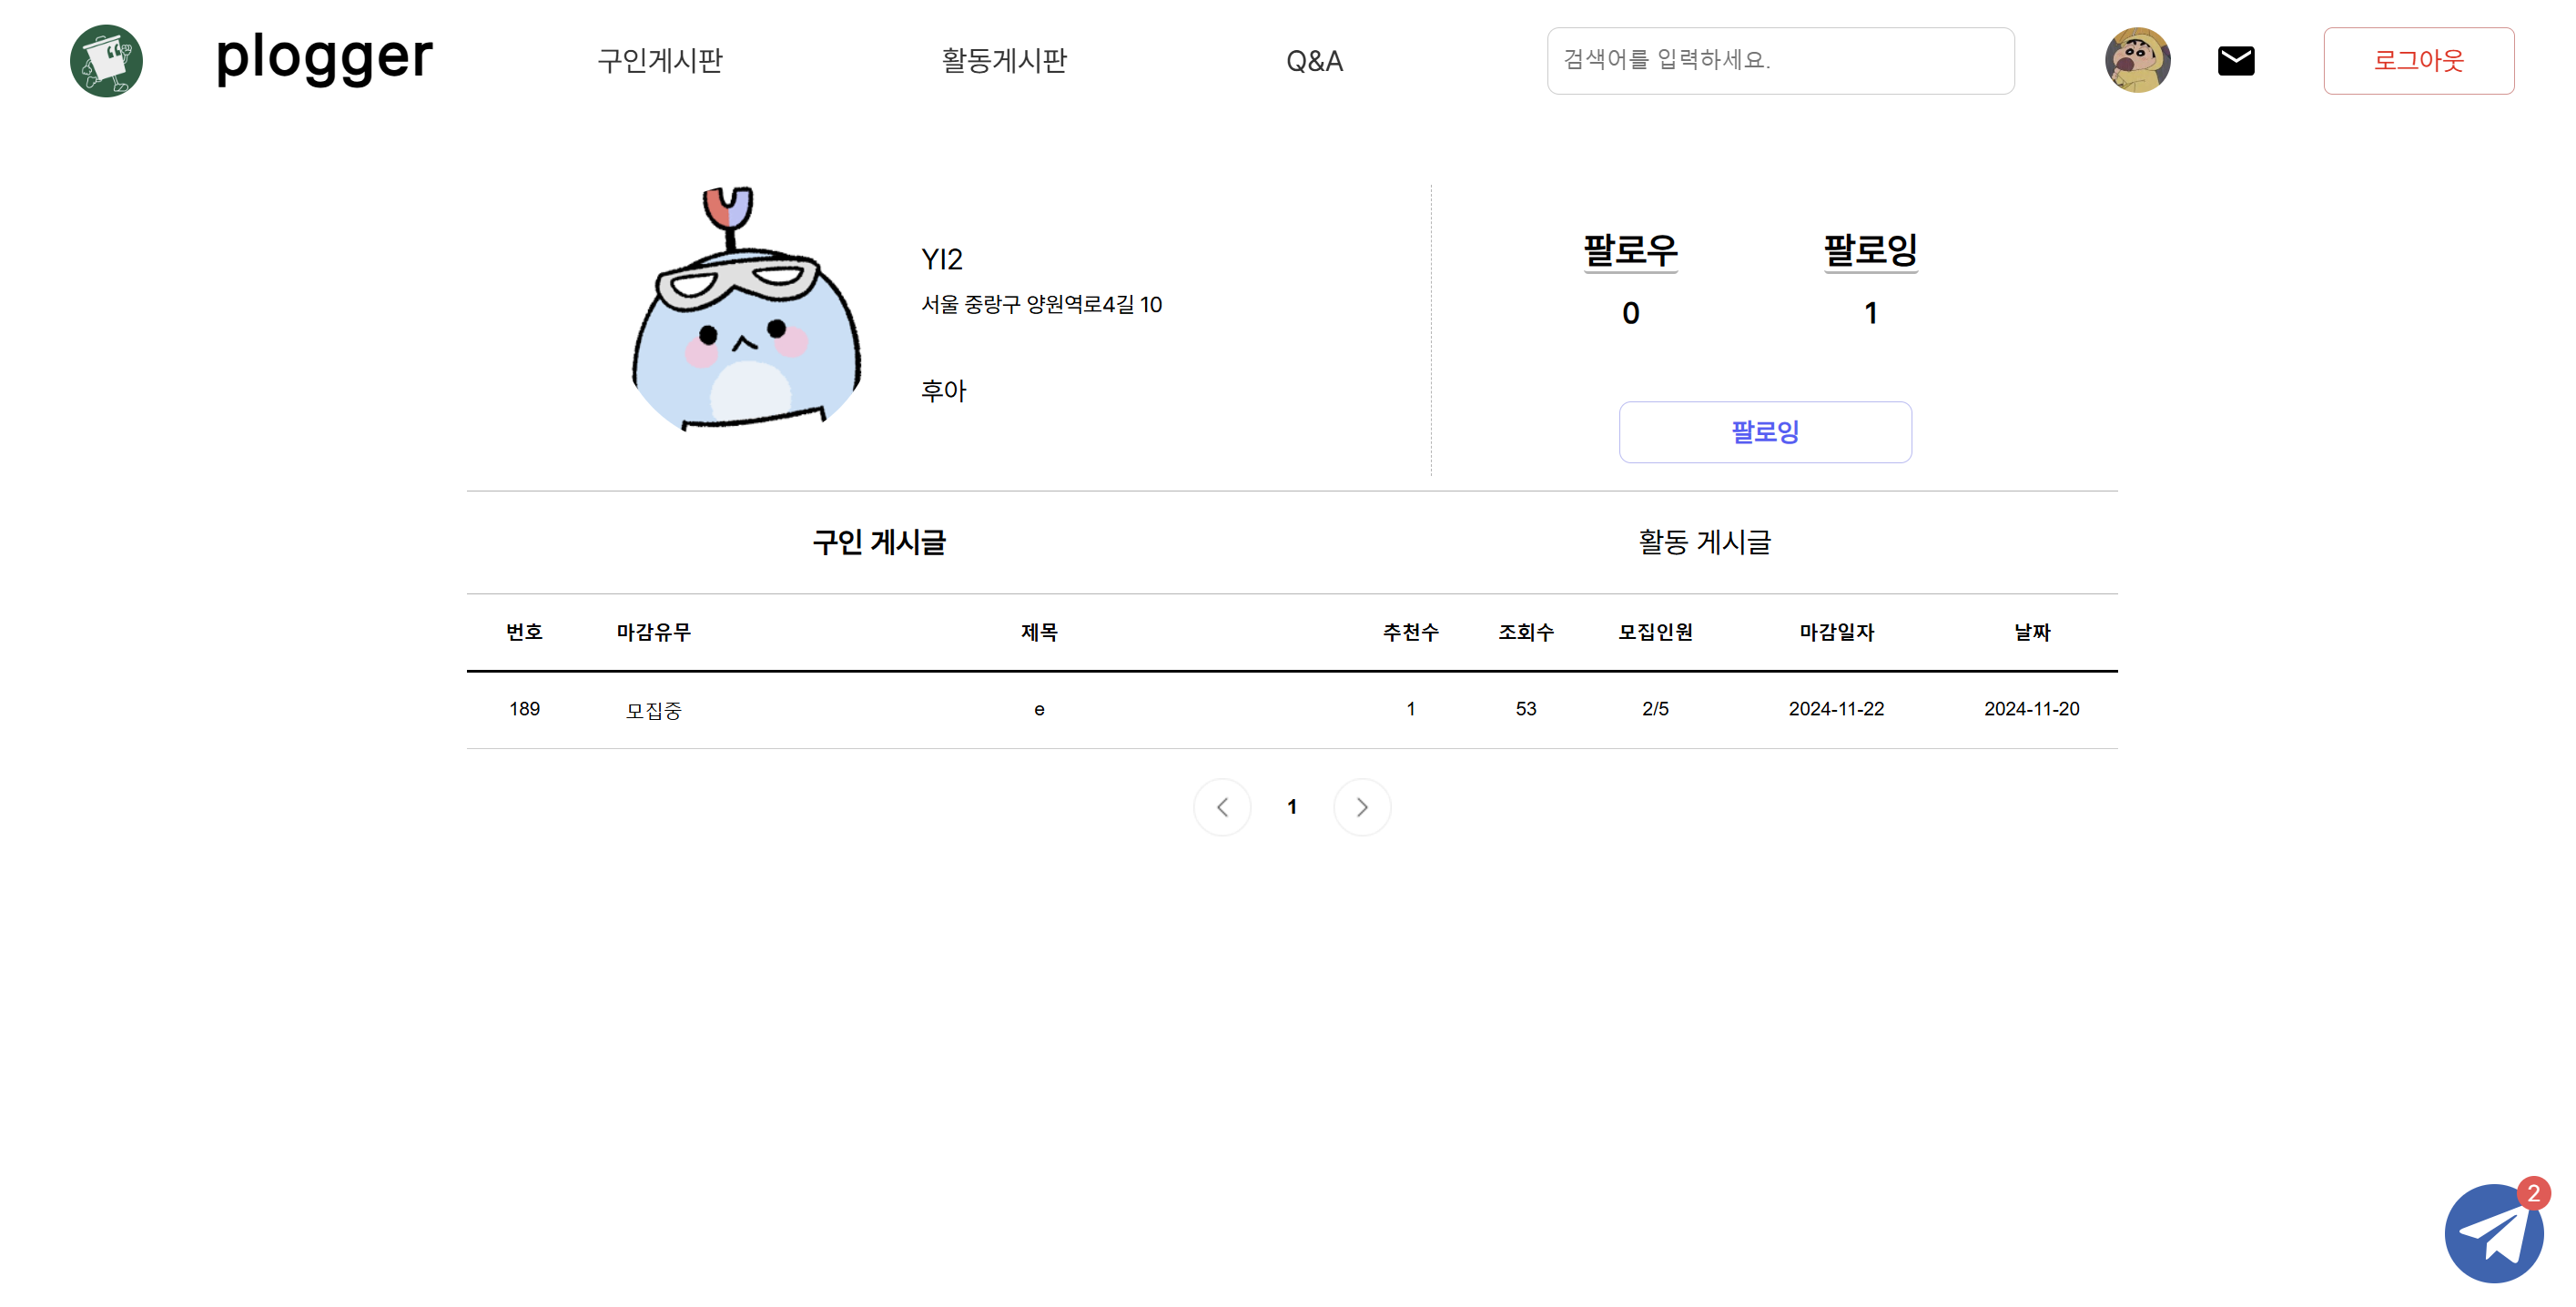 plogger 구인게시판 활동게시판 Q&A 검색어를 입력하세요. 로그아웃
YI2
서울 중랑구 양원역로4길 10
후아
팔로우 팔로잉
0 1
팔로잉
구인 게시글 활동 게시글
번호 마감유무 제목 추천수 조회수 모집인원 마감일자 날짜
189 모집중 e 1 53 2/5 2024-11-22 2024-11-20
1
2